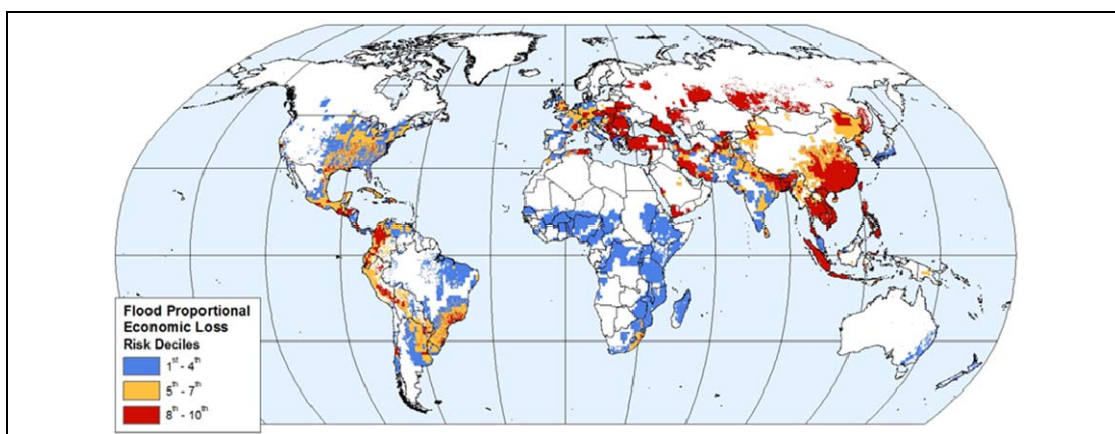 Flood Proportional
Economic Loss
Risk Deciles
1st - 4th
5th - 7th
8th - 10th